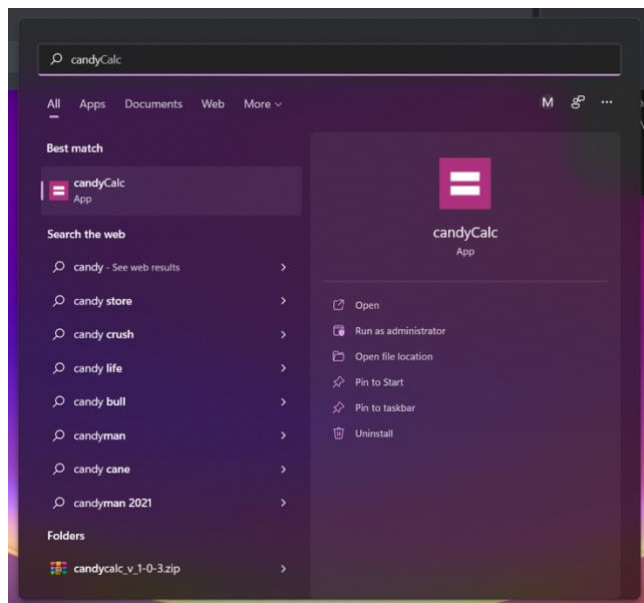 candyCalc
All Apps Documents Web More M ...
Best match
candyCalc
App
Search the web
candy - See web results
candy store
candy crush
candy life
candy bull
candyman
candy cane
candyman 2021
Folders
candycalc_v_1-0-3.zip
candyCalc
App
Open
Run as administrator
Open file location
Pin to Start
Pin to taskbar
Uninstall